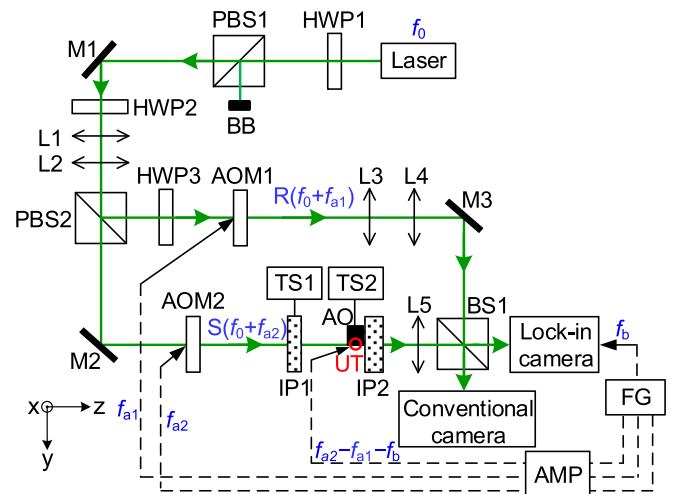 PBS1
HWP1
f0
Laser
M1
BB
HWP2
L1
L2
HWP3
AOM1
R(f0+fa1)
L3
L4
M3
PBS2
TS1
TS2
AOM2
S(f0+fa2)
AO
L5
BS1
Lock-in
camera
fb
M2
IP1
UT
IP2
Conventional
camera
FG
x
z
y
fa1
fa2
fa2−fa1−fb
AMP